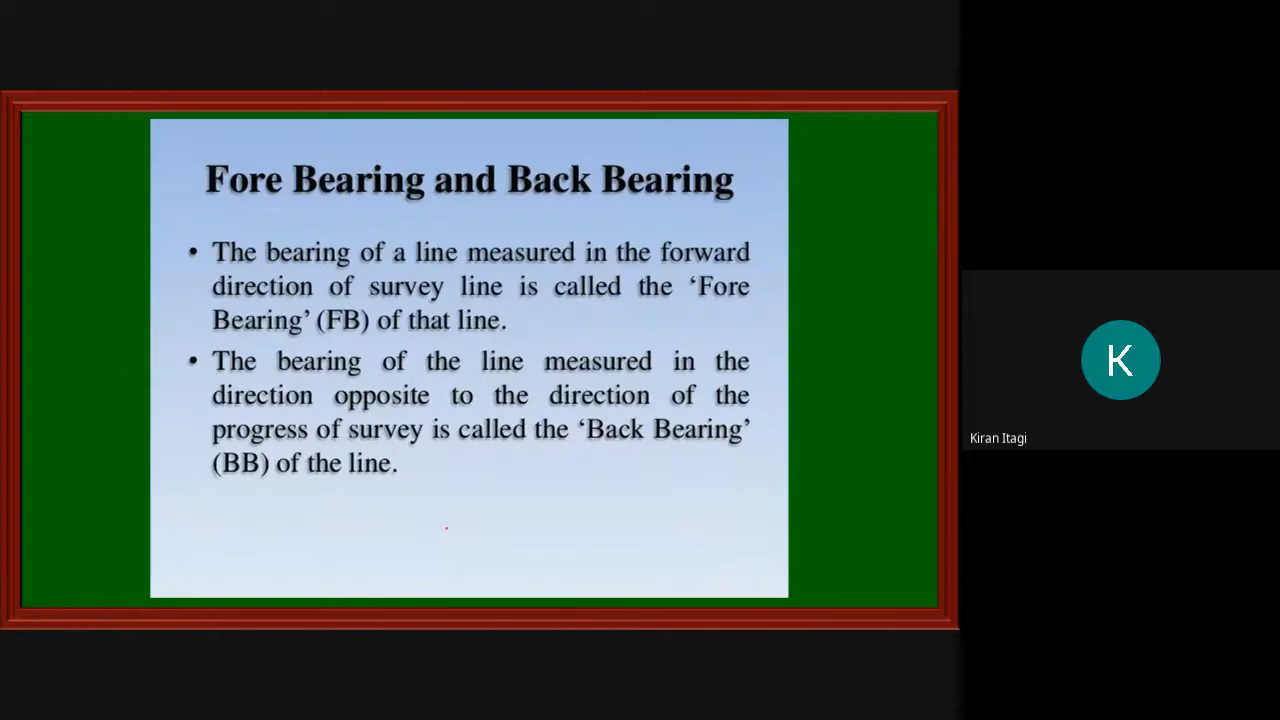 Fore Bearing and Back Bearing
• The bearing of a line measured in the forward
direction of survey line is called the ‘Fore
Bearing’ (FB) of that line.
• The bearing of the line measured in the
direction opposite to the direction of the
progress of survey is called the ‘Back Bearing’
(BB) of the line.
K
Kiran Itagi